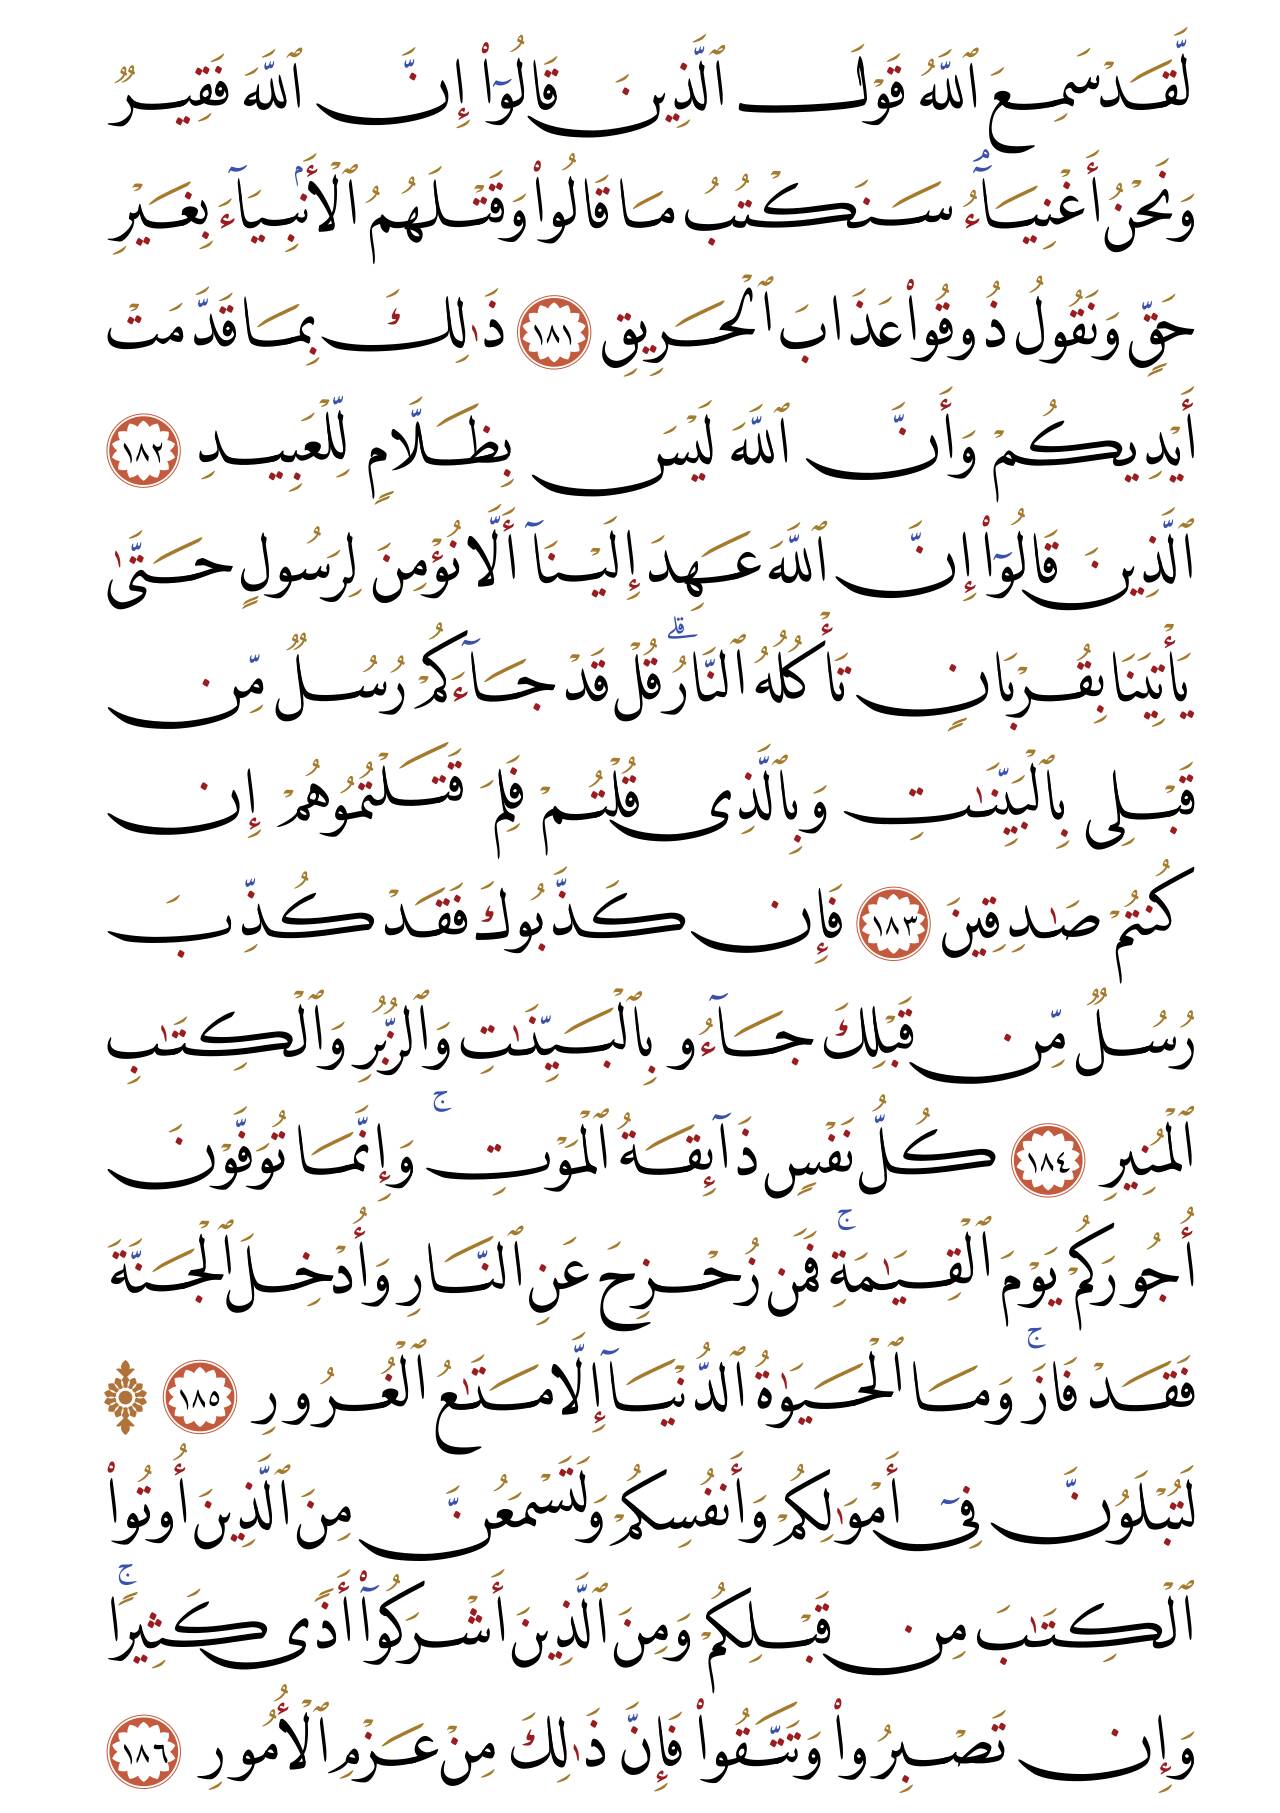 لَّقَدْ سَمِعَ ٱللَّهُ قَوْلَ ٱلَّذِينَ قَالُوٓا۟ إِنَّ ٱللَّهَ فَقِيرٌ
وَنَحْنُ أَغْنِيَآءُ ۘ سَنَكْتُبُ مَا قَالُوا۟ وَقَتْلَهُمُ ٱلْأَنۢبِيَآءَ بِغَيْرِ
حَقٍّ وَنَقُولُ ذُوقُوا۟ عَذَابَ ٱلْحَرِيقِ ١٨١ ذَٰلِكَ بِمَا قَدَّمَتْ
أَيْدِيكُمْ وَأَنَّ ٱللَّهَ لَيْسَ بِظَلَّامٍ لِّلْعَبِيدِ ١٨٢
ٱلَّذِينَ قَالُوٓا۟ إِنَّ ٱللَّهَ عَهِدَ إِلَيْنَآ أَلَّا نُؤْمِنَ لِرَسُولٍ حَتَّىٰ
يَأْتِيَنَا بِقُرْبَانٍ تَأْكُلُهُ ٱلنَّارُ ۗ قُلْ قَدْ جَآءَكُمْ رُسُلٌ مِّن
قَبْلِى بِٱلْبَيِّنَـٰتِ وَبِٱلَّذِى قُلْتُمْ فَلِمَ قَتَلْتُمُوهُمْ إِن
كُنتُمْ صَـٰدِقِينَ ١٨٣ فَإِن كَذَّبُوكَ فَقَدْ كُذِّبَ
رُسُلٌ مِّن قَبْلِكَ جَآءُو بِٱلْبَيِّنَـٰتِ وَٱلزُّبُرِ وَٱلْكِتَـٰبِ
ٱلْمُنِيرِ ١٨٤ كُلُّ نَفْسٍ ذَآئِقَةُ ٱلْمَوْتِ ۚ وَإِنَّمَا تُوَفَّوْنَ
أُجُورَكُمْ يَوْمَ ٱلْقِيَـٰمَةِ ۖ فَمَن زُحْزِحَ عَنِ ٱلنَّارِ وَأُدْخِلَ ٱلْجَنَّةَ
فَقَدْ فَازَ ۗ وَمَا ٱلْحَيَوٰةُ ٱلدُّنْيَآ إِلَّا مَتَـٰعُ ٱلْغُرُورِ ١٨٥ ۞
لَتُبْلَوُنَّ فِىٓ أَمْوَٰلِكُمْ وَأَنفُسِكُمْ وَلَتَسْمَعُنَّ مِنَ ٱلَّذِينَ أُوتُوا۟
ٱلْكِتَـٰبَ مِن قَبْلِكُمْ وَمِنَ ٱلَّذِينَ أَشْرَكُوٓا۟ أَذًى كَثِيرًا ۚ
وَإِن تَصْبِرُوا۟ وَتَتَّقُوا۟ فَإِنَّ ذَٰلِكَ مِنْ عَزْمِ ٱلْأُمُورِ ١٨٦